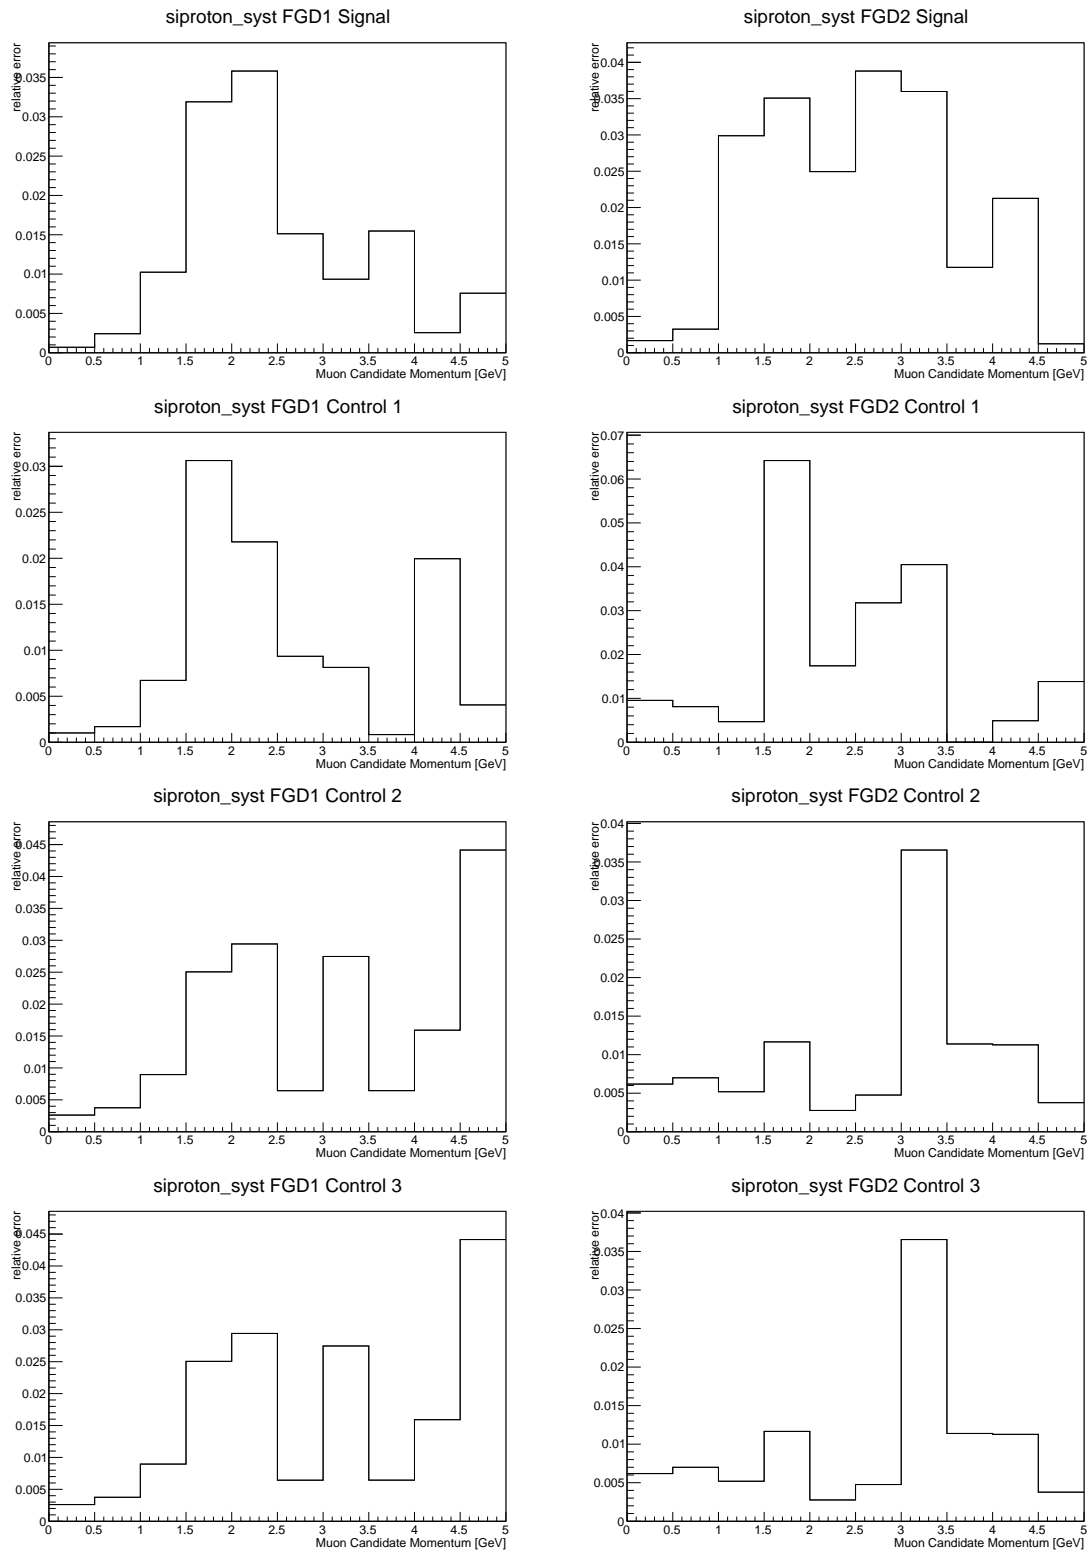 siproton_syst FGD1 Signal
relative error
0.035
0.03
0.025
0.02
0.015
0.01
0.005
0
0 0.5 1 1.5 2 2.5 3 3.5 4 4.5 5
Muon Candidate Momentum [GeV]
siproton_syst FGD2 Signal
relative error
0.04
0.035
0.03
0.025
0.02
0.015
0.01
0.005
0
0 0.5 1 1.5 2 2.5 3 3.5 4 4.5 5
Muon Candidate Momentum [GeV]
siproton_syst FGD1 Control 1
relative error
0.03
0.025
0.02
0.015
0.01
0.005
0
0 0.5 1 1.5 2 2.5 3 3.5 4 4.5 5
Muon Candidate Momentum [GeV]
siproton_syst FGD2 Control 1
relative error
0.07
0.06
0.05
0.04
0.03
0.02
0.01
0
0 0.5 1 1.5 2 2.5 3 3.5 4 4.5 5
Muon Candidate Momentum [GeV]
siproton_syst FGD1 Control 2
relative error
0.045
0.04
0.035
0.03
0.025
0.02
0.015
0.01
0.005
0
0 0.5 1 1.5 2 2.5 3 3.5 4 4.5 5
Muon Candidate Momentum [GeV]
siproton_syst FGD2 Control 2
relative error
0.04
0.035
0.03
0.025
0.02
0.015
0.01
0.005
0
0 0.5 1 1.5 2 2.5 3 3.5 4 4.5 5
Muon Candidate Momentum [GeV]
siproton_syst FGD1 Control 3
relative error
0.045
0.04
0.035
0.03
0.025
0.02
0.015
0.01
0.005
0
0 0.5 1 1.5 2 2.5 3 3.5 4 4.5 5
Muon Candidate Momentum [GeV]
siproton_syst FGD2 Control 3
relative error
0.04
0.035
0.03
0.025
0.02
0.015
0.01
0.005
0
0 0.5 1 1.5 2 2.5 3 3.5 4 4.5 5
Muon Candidate Momentum [GeV]